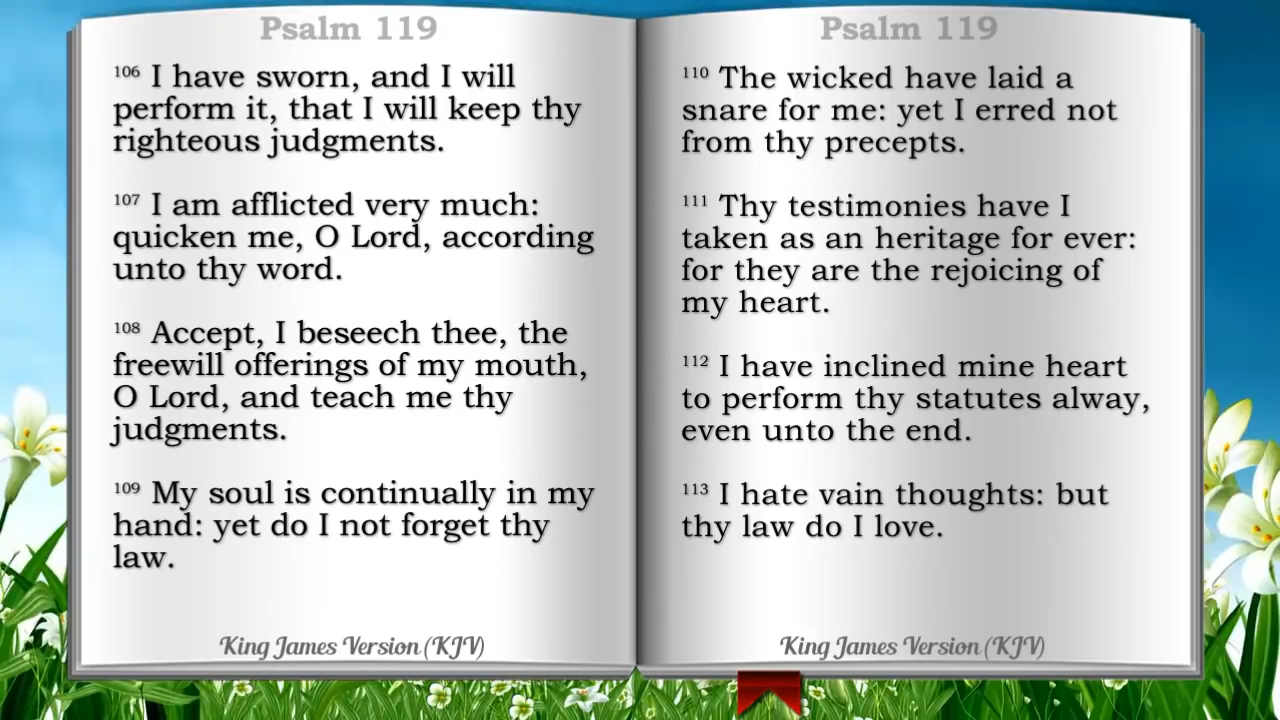 Psalm 119
106 I have sworn, and I will
perform it, that I will keep thy
righteous judgments.
107 I am afflicted very much:
quicken me, O Lord, according
unto thy word.
108 Accept, I beseech thee, the
freewill offerings of my mouth,
O Lord, and teach me thy
judgments.
109 My soul is continually in my
hand: yet do I not forget thy
law.
King James Version (KJV)
Psalm 119
110 The wicked have laid a
snare for me: yet I erred not
from thy precepts.
111 Thy testimonies have I
taken as an heritage for ever:
for they are the rejoicing of
my heart.
112 I have inclined mine heart
to perform thy statutes alway,
even unto the end.
113 I hate vain thoughts: but
thy law do I love.
King James Version (KJV)